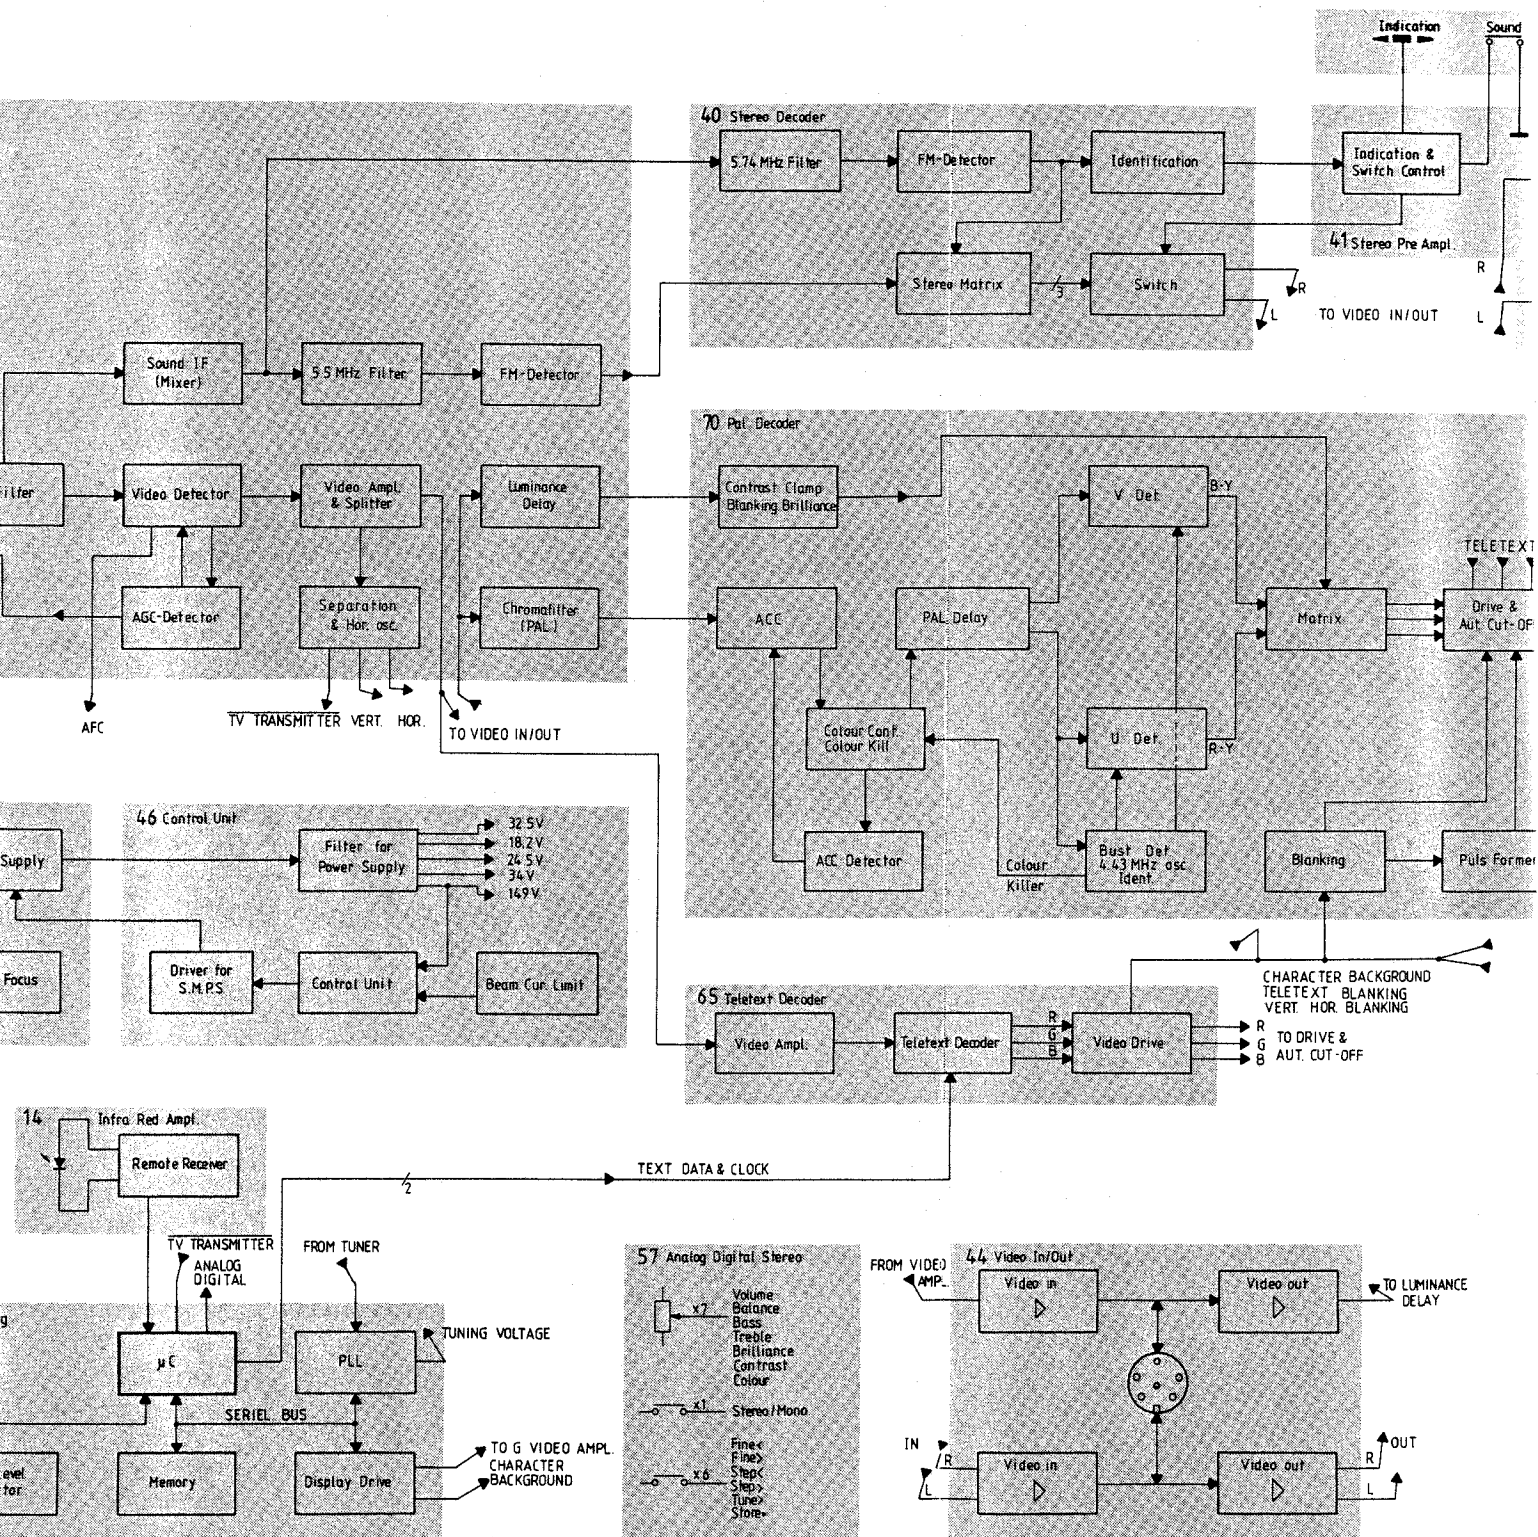 Indication
Sound
40 Stereo Decoder
5.74 MHz Filter
FM-Detector
Identification
Indication &
Switch Control
41 Stereo Pre Ampl.
Stereo Matrix
3
Switch
R
L
TO VIDEO IN/OUT
R
L
Sound IF
(Mixer)
5.5 MHz Filter
FM-Detector
70 Pal Decoder
Video Detector
Video Ampl.
& Splitter
Luminance
Delay
Contrast Clamp
Blanking Brilliance
V Det.
B-Y
TELETEXT
AGC-Detector
Separation
& Hor. osc.
Chromafilter
(PAL)
ACC
PAL Delay
Matrix
Drive &
Aut. Cut-OF
AFC
TV TRANSMITTER VERT. HOR.
TO VIDEO IN/OUT
Colour Cont.
Colour Kill
U Det.
R-Y
46 Control Unit
Supply
Filter for
Power Supply
32.5V
18.2V
24.5V
34V
149V
ACC Detector
Colour
Killer
Bust Det
4.43 MHz osc
Ident.
Blanking
Puls Former
Focus
Driver for
S.M.P.S
Control Unit
Beam Cur. Limit
CHARACTER BACKGROUND
TELETEXT BLANKING
VERT. HOR. BLANKING
65 Teletext Decoder
Video Ampl.
Teletext Decoder
R
G
B
Video Drive
R
G
B
TO DRIVE &
AUT. CUT-OFF
14 Infra Red Ampl.
Remote Receiver
2
TEXT DATA & CLOCK
TV TRANSMITTER
ANALOG
DIGITAL
FROM TUNER
g
µC
PLL
TUNING VOLTAGE
SERIEL BUS
Memory
Display Drive
TO G VIDEO AMPL.
CHARACTER
BACKGROUND
57 Analog Digital Stereo
x7
Volume
Balance
Bass
Treble
Brilliance
Contrast
Colour
x1
Stereo/Mono
x6
Fine<
Fine>
Step<
Step>
Tune>
Store
44 Video In/Out
FROM VIDEO
AMPL.
Video in
Video out
TO LUMINANCE
DELAY
IN
R
L
Video in
Video out
R
OUT
L